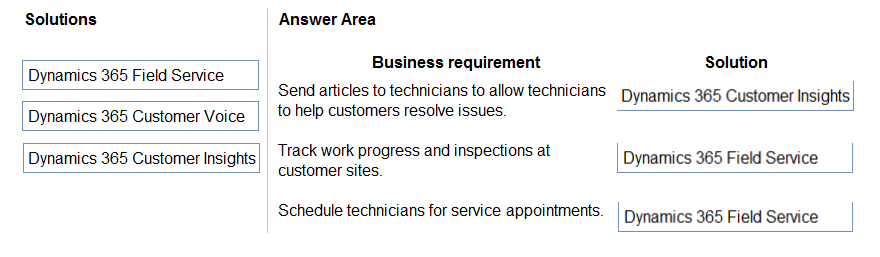 Solutions
Answer Area
Business requirement
Solution
Dynamics 365 Field Service
Dynamics 365 Customer Voice
Dynamics 365 Customer Insights
Send articles to technicians to allow technicians
to help customers resolve issues.
Dynamics 365 Customer Insights
Track work progress and inspections at
customer sites.
Dynamics 365 Field Service
Schedule technicians for service appointments.
Dynamics 365 Field Service